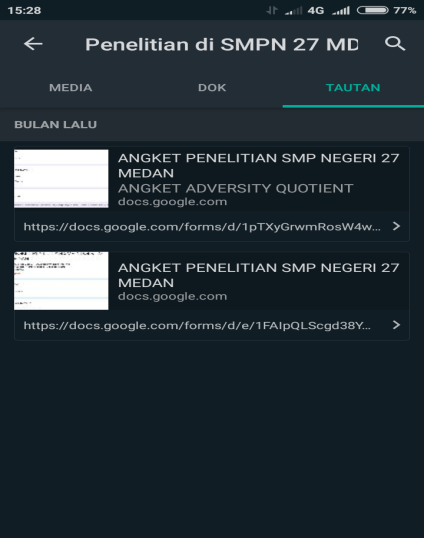 15:28
4G
77%
Penelitian di SMPN 27 MD
MEDIA
DOK
TAUTAN
BULAN LALU
ANGKET PENELITIAN SMP NEGERI 27
MEDAN
ANGKET ADVERSITY QUOTIENT
docs.google.com
https://docs.google.com/forms/d/1pTXyGrwmRosW4w...
ANGKET PENELITIAN SMP NEGERI 27
MEDAN
docs.google.com
https://docs.google.com/forms/d/e/1FAIpQLScgd38Y...